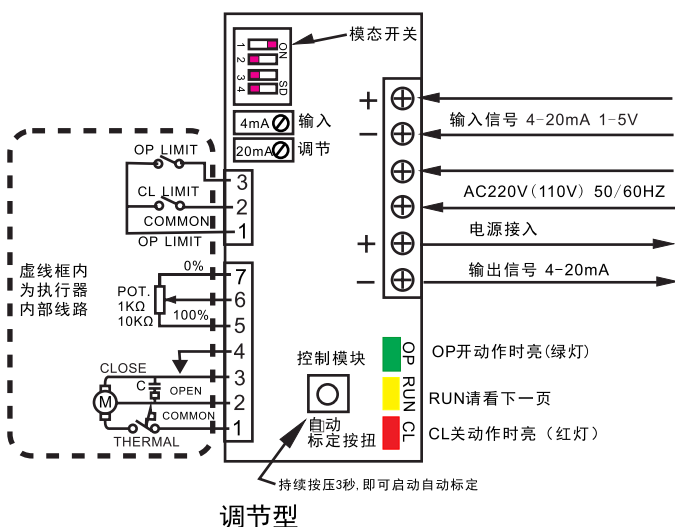 模态开关
1
2
3
4
ON
SD
4mA
输入
20mA
调节
+
输入信号 4-20mA 1-5V
−
AC220V(110V) 50/60HZ
电源接入
+
输出信号 4-20mA
−
OP LIMIT
3
CL LIMIT
2
COMMON
1
OP LIMIT
虚线框内
为执行器
内部线路
0%
7
POT.
1KΩ
10KΩ
6
100%
5
4
CLOSE
3
C
OPEN
M
2
COMMON
1
THERMAL
控制模块
自动
标定按扭
OP
RUN
CL
OP开动作时亮(绿灯)
RUN请看下一页
CL关动作时亮（红灯）
持续按压3秒,即可启动自动标定
调节型